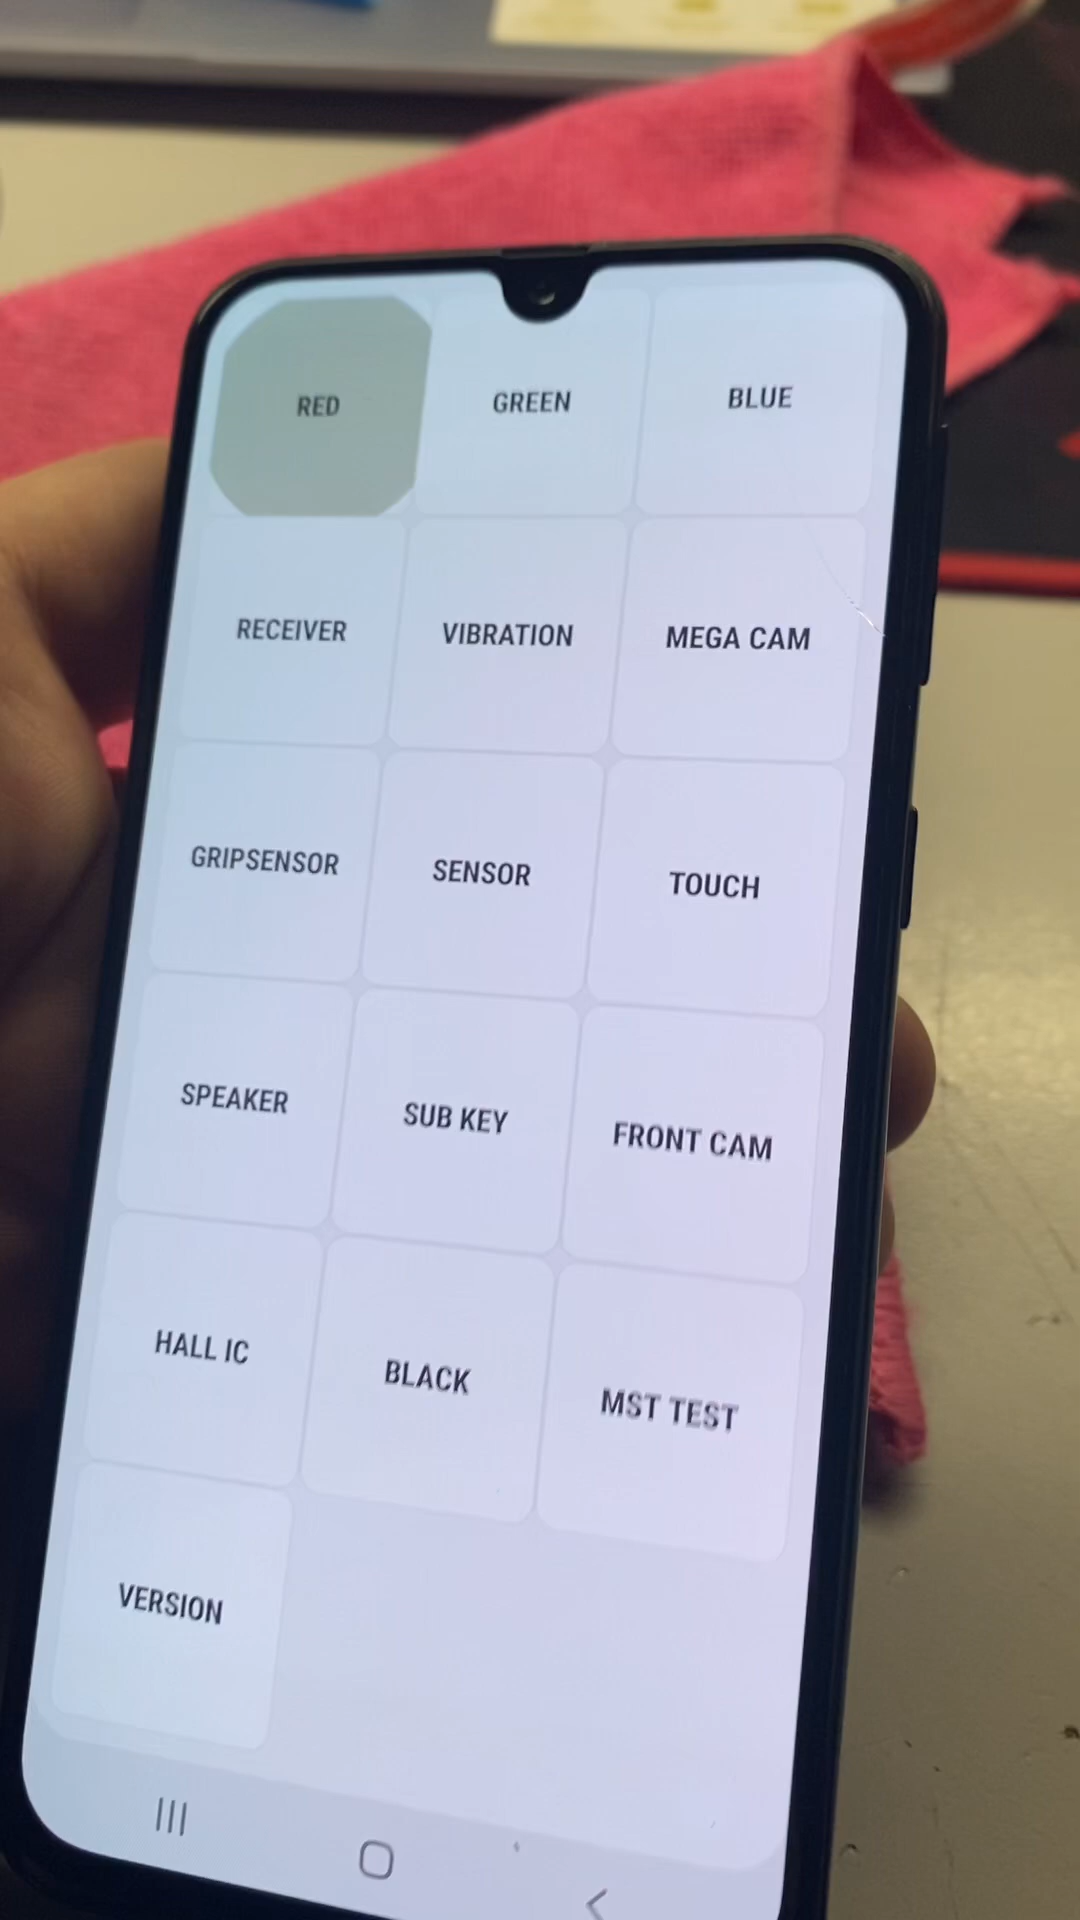 RED
GREEN
BLUE
RECEIVER
VIBRATION
MEGA CAM
GRIPSENSOR
SENSOR
TOUCH
SPEAKER
SUB KEY
FRONT CAM
HALL IC
BLACK
MST TEST
VERSION